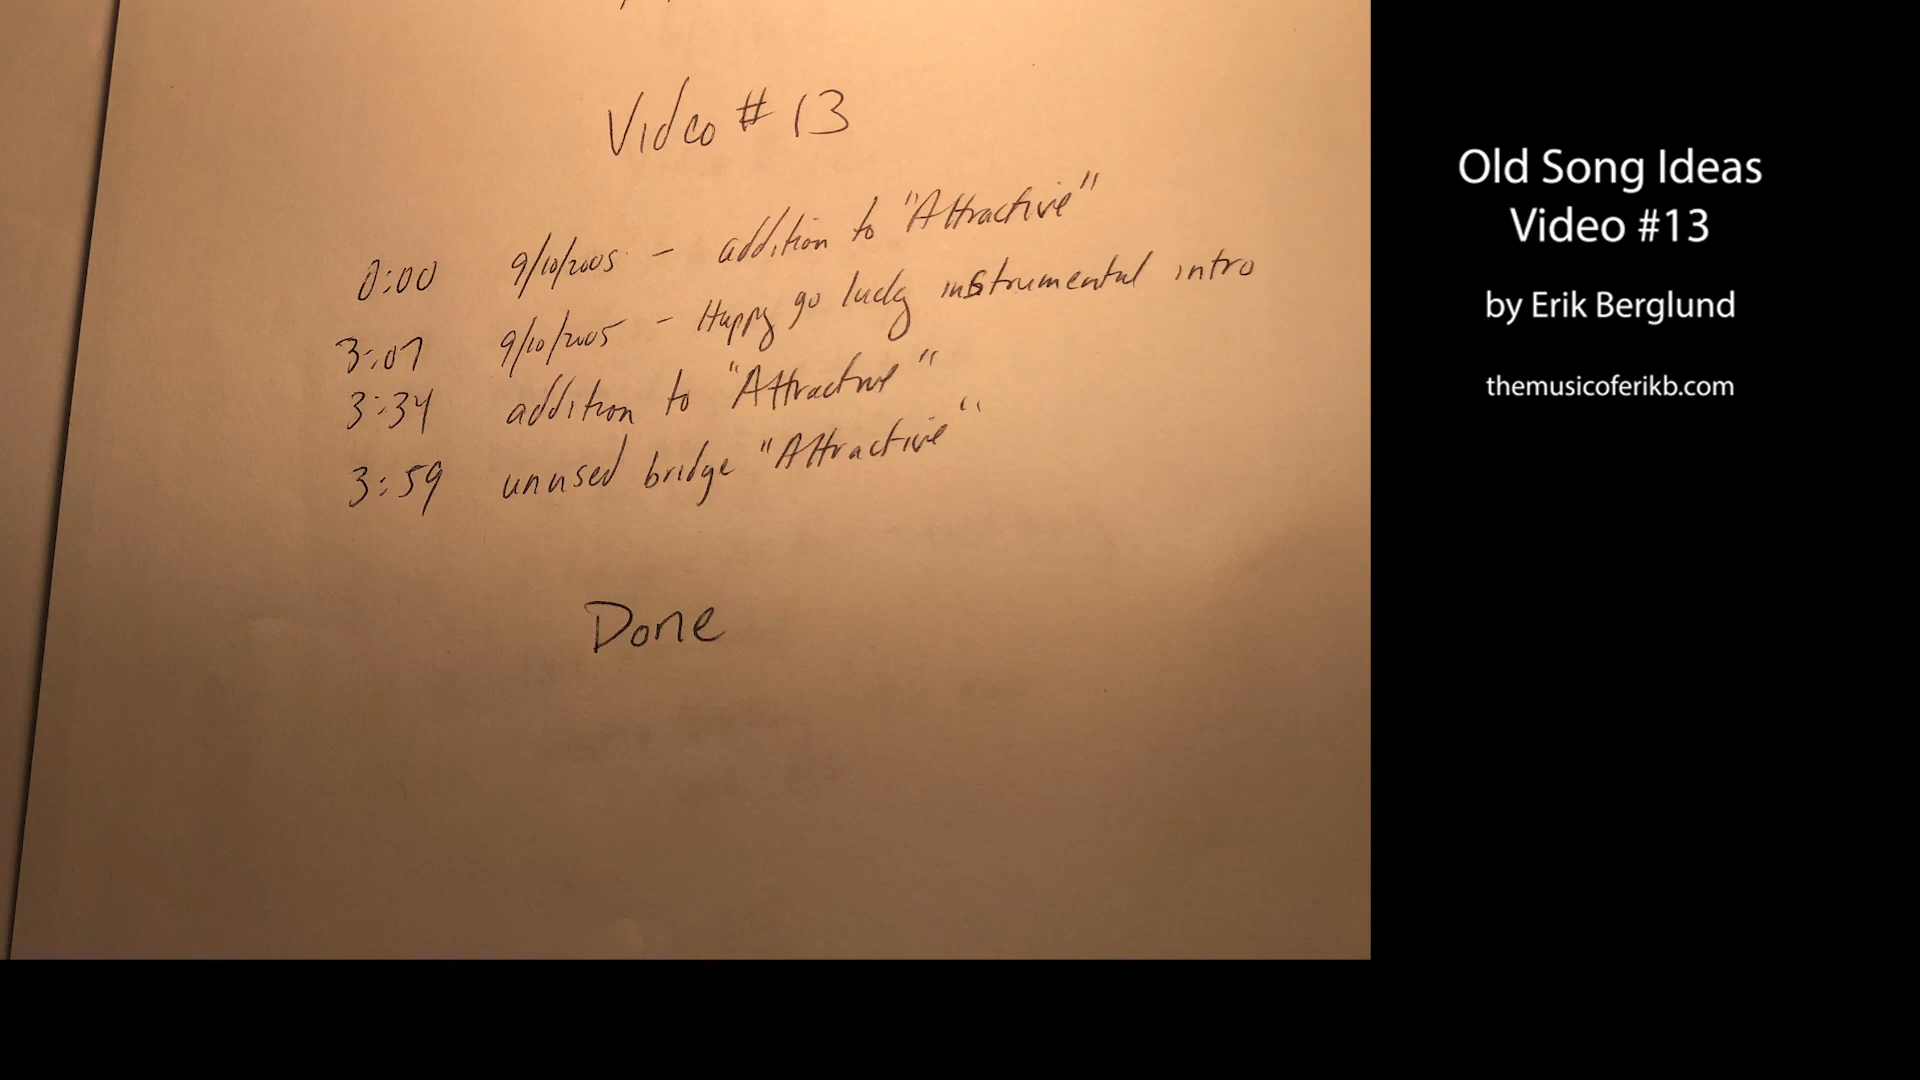 Video # 13
0:00 9/10/2005 - addition to "Attractive"
3:07 9/10/2005 - Happy go lucky instrumental intro
3:34 addition to "Attractive"
3:59 unused bridge "Attractive"
Done
Old Song Ideas
Video #13
by Erik Berglund
themusicoferikb.com